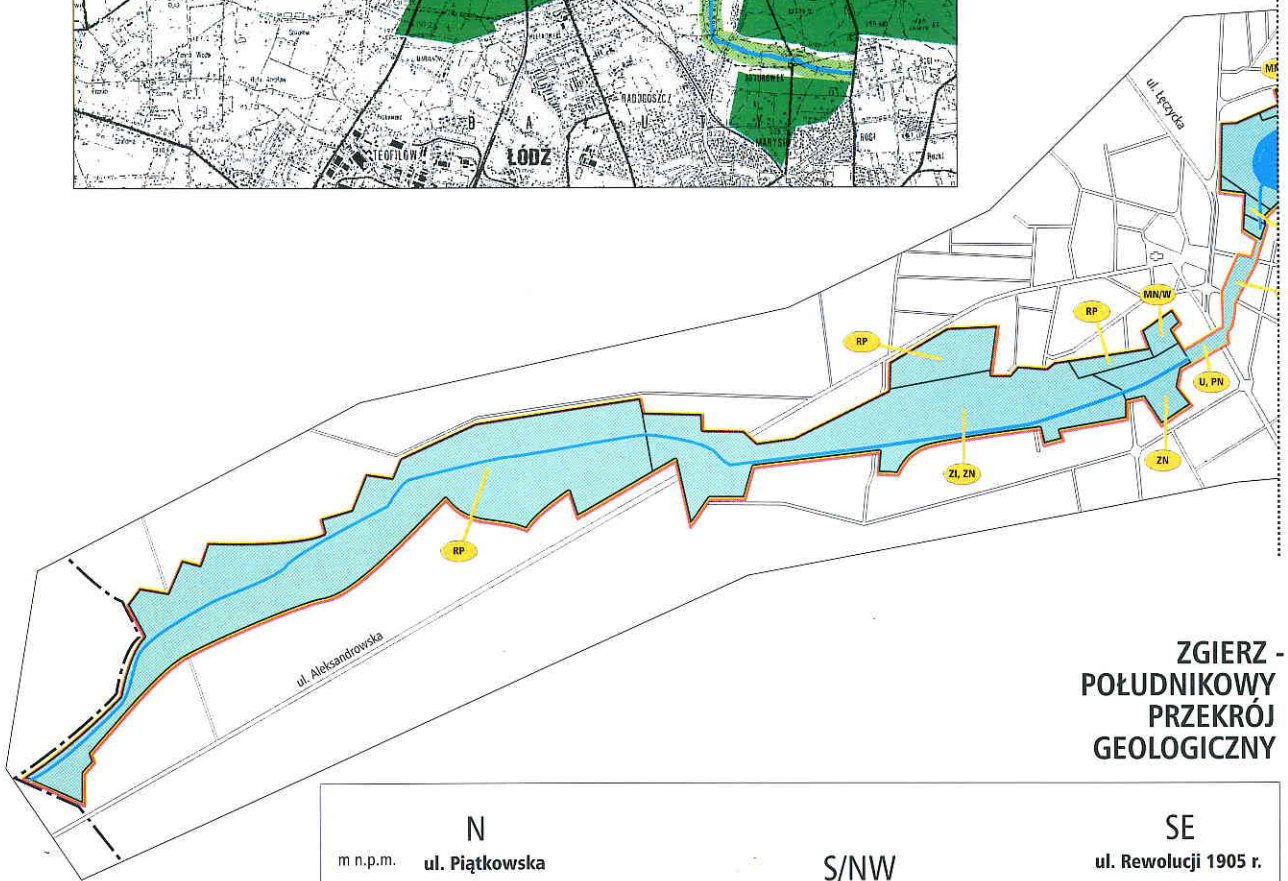 RADOGOSZCZ
B A Ł U T Y
TEOFILÓW
ŁÓDŹ
ROGI
ul. Łęczycka
MN/W
RP
RP
U, PN
ZI, ZN
ZN
RP
ul. Aleksandrowska
ZGIERZ -
POŁUDNIKOWY
PRZEKRÓJ
GEOLOGICZNY
N
SE
m n.p.m.
ul. Piątkowska
S/NW
ul. Rewolucji 1905 r.